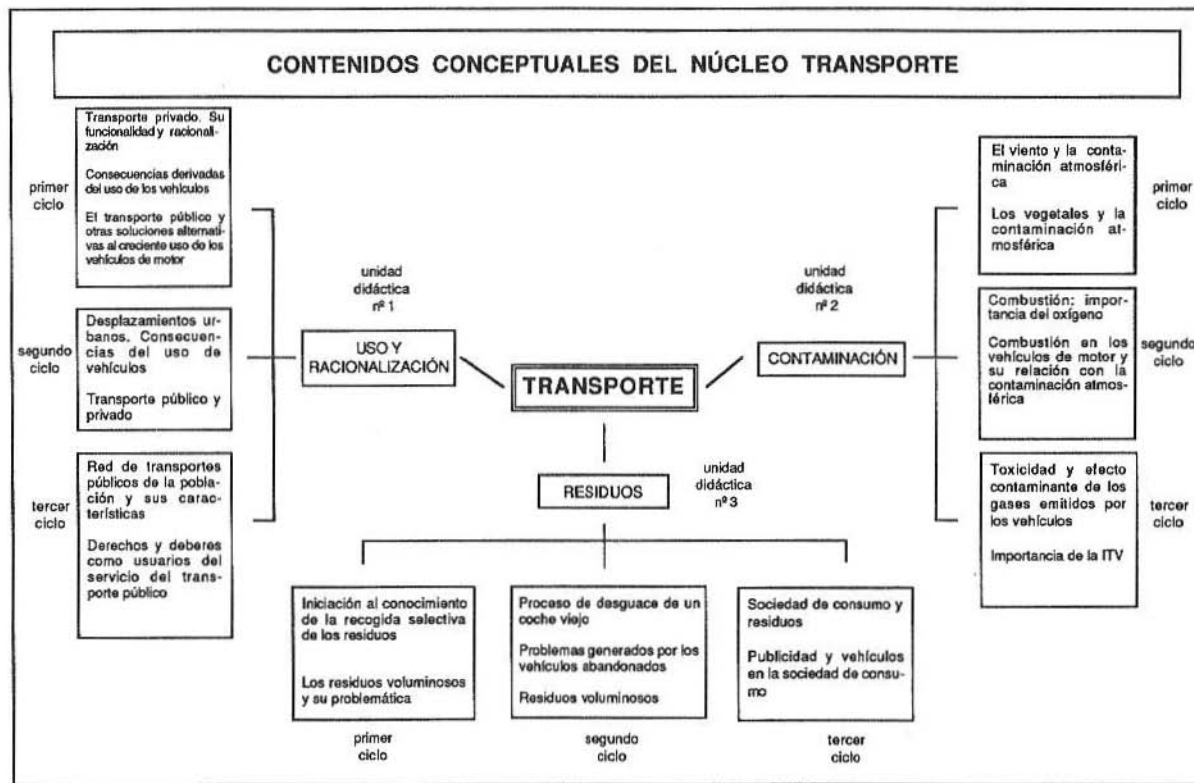 CONTENIDOS CONCEPTUALES DEL NÚCLEO TRANSPORTE
primer
ciclo
Transporte privado. Su
funcionalidad y racionali-
zación
Consecuencias derivadas
del uso de los vehículos
El transporte público y
otras soluciones alternati-
vas al creciente uso de los
vehículos de motor
segundo
ciclo
Desplazamientos ur-
banos. Consecuen-
cias del uso de
vehículos
Transporte público y
privado
tercer
ciclo
Red de transportes
públicos de la pobla-
ción y sus caracte-
rísticas
Derechos y deberes
como usuarios del
servicio del trans-
porte público
unidad
didáctica
nº 1
USO Y
RACIONALIZACIÓN
TRANSPORTE
unidad
didáctica
nº 2
CONTAMINACIÓN
El viento y la conta-
minación atmosféri-
ca
Los vegetales y la
contaminación at-
mosférica
primer
ciclo
Combustión: impor-
tancia del oxígeno
Combustión en los
vehículos de motor y
su relación con la
contaminación atmos-
férica
segundo
ciclo
Toxicidad y efecto
contaminante de los
gases emitidos por
los vehículos
Importancia de la ITV
tercer
ciclo
RESIDUOS
unidad
didáctica
nº 3
Iniciación al conocimiento
de la recogida selectiva
de los residuos
Los residuos voluminosos
y su problemática
primer
ciclo
Proceso de desguace de un
coche viejo
Problemas generados por los
vehículos abandonados
Residuos voluminosos
segundo
ciclo
Sociedad de consumo y
residuos
Publicidad y vehículos
en la sociedad de consu-
mo
tercer
ciclo